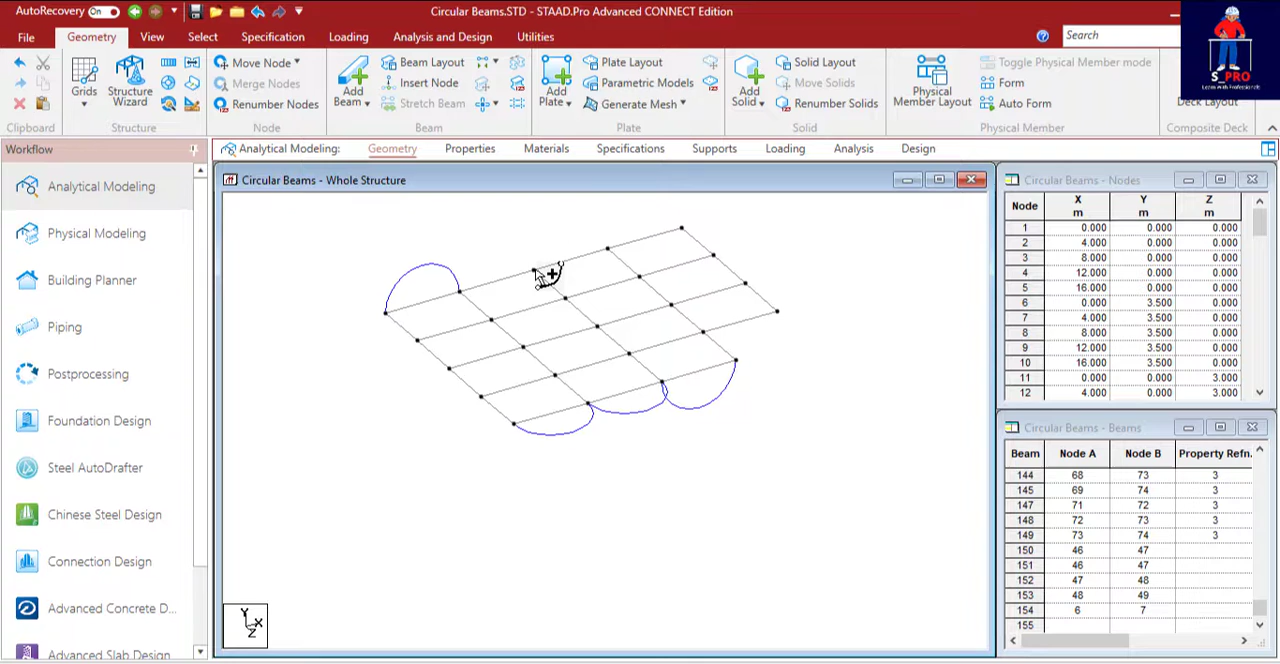 AutoRecovery On
Circular Beams.STD - STAAD.Pro Advanced CONNECT Edition
File Geometry View Select Specification Loading Analysis and Design Utilities
Search
S_PRO
Grids
Structure Wizard
Structure
Clipboard
Move Node
Merge Nodes
Renumber Nodes
Node
Add Beam
Beam Layout
Insert Node
Stretch Beam
Beam
Add Plate
Plate Layout
Parametric Models
Generate Mesh
Plate
Add Solid
Solid Layout
Move Solids
Renumber Solids
Solid
Physical Member Layout
Toggle Physical Member mode
Form
Auto Form
Physical Member
Deck Layout
Composite Deck
Workflow
Analytical Modeling: Geometry Properties Materials Specifications Supports Loading Analysis Design
Analytical Modeling
Physical Modeling
Building Planner
Piping
Postprocessing
Foundation Design
Steel AutoDrafter
Chinese Steel Design
Connection Design
Advanced Concrete D...
Advanced Slab Design
Circular Beams - Whole Structure
Y
X
Z
Circular Beams - Nodes
Node X m Y m Z m
1 0.000 0.000 0.000
2 4.000 0.000 0.000
3 8.000 0.000 0.000
4 12.000 0.000 0.000
5 16.000 0.000 0.000
6 0.000 3.500 0.000
7 4.000 3.500 0.000
8 8.000 3.500 0.000
9 12.000 3.500 0.000
10 16.000 3.500 0.000
11 0.000 0.000 3.000
12 4.000 0.000 3.000
Circular Beams - Beams
Beam Node A Node B Property Refn.
144 68 73 3
145 69 74 3
147 71 72 3
148 72 73 3
149 73 74 3
150 46 47
151 46 47
152 47 48
153 48 49
154 6 7
155